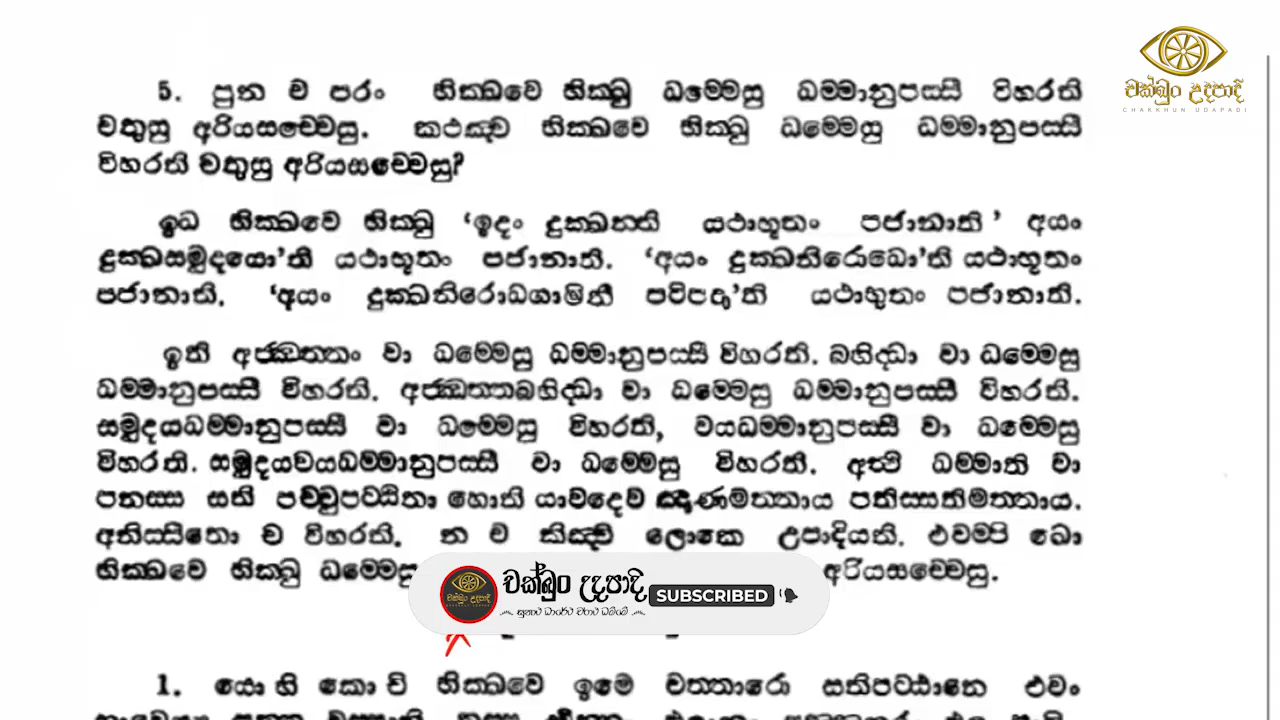 චක්ඛුං උදපාදි
CHAKKHUN UDAPADI
5. පුන ච පරං භික්ඛවෙ භික්ඛු ධම්මෙසු ධම්මානුපස්සී විහරති
චතුසු අරියසච්චෙසු. කථඤ්ච භික්ඛවෙ භික්ඛු ධම්මෙසු ධම්මානුපස්සී
විහරති චතුසු අරියසච්චෙසු?
ඉධ භික්ඛවෙ භික්ඛු ‘ඉදං දුක්ඛන්ති යථාභූතං පජානාති’ අයං
දුක්ඛසමුදයො’ති යථාභූතං පජානාති. ‘අයං දුක්ඛනිරොධො’ති යථාභූතං
පජානාති. ‘අයං දුක්ඛනිරොධගාමිනී පටිපදා’ති යථාභූතං පජානාති.
ඉති අජ්ඣත්තං වා ධම්මෙසු ධම්මානුපස්සී විහරති. බහිද්ධා වා ධම්මෙසු
ධම්මානුපස්සී විහරති. අජ්ඣත්තබහිද්ධා වා ධම්මෙසු ධම්මානුපස්සී විහරති.
සමුදයධම්මානුපස්සී වා ධම්මෙසු විහරති, වයධම්මානුපස්සී වා ධම්මෙසු
විහරති. සමුදයවයධම්මානුපස්සී වා ධම්මෙසු විහරති. අත්ථි ධම්මාති වා
පනස්ස සති පච්චුපට්ඨිතා හොති යාවදෙව ඤාණමත්තාය පතිස්සතිමත්තාය.
අනිස්සිතො ච විහරති. න ච කිඤ්චි ලොකෙ උපාදියති. එවම්පි ඛො
භික්ඛවෙ භික්ඛු ධම්මෙසු අරියසච්චෙසු.
චක්ඛුං උදපාදි
SUBSCRIBED
1. යො හි කො චි භික්ඛවෙ ඉමෙ චත්තාරො සතිපට්ඨානෙ එවං